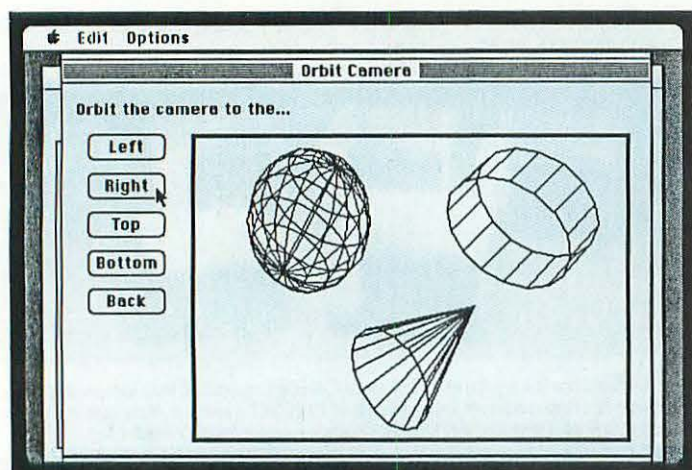 Edit Options
Orbit Camera
Orbit the camera to the...
Left
Right
Top
Bottom
Back